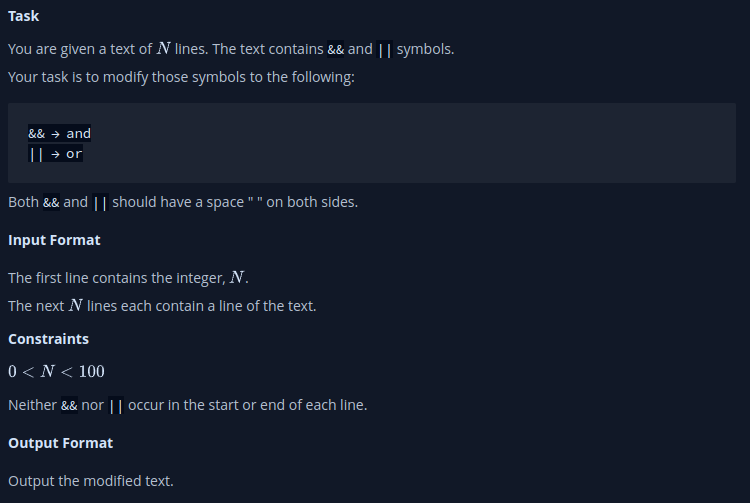 Task
You are given a text of N lines. The text contains && and || symbols.
Your task is to modify those symbols to the following:
&& → and
|| → or
Both && and || should have a space " " on both sides.
Input Format
The first line contains the integer, N.
The next N lines each contain a line of the text.
Constraints
0 < N < 100
Neither && nor || occur in the start or end of each line.
Output Format
Output the modified text.